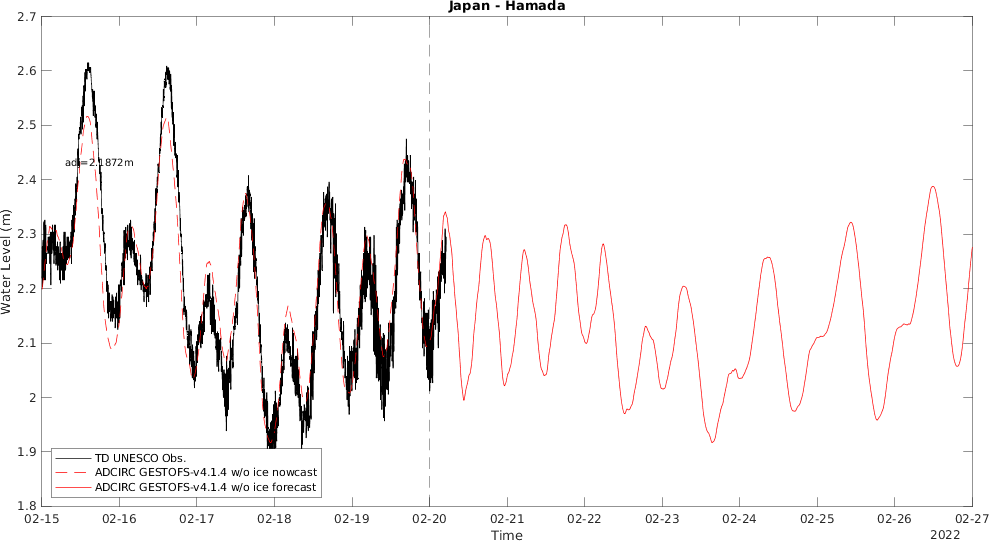 Japan - Hamada
2.7
2.6
2.5
2.4
2.3
2.2
2.1
2
1.9
1.8
Water Level (m)
adj=2.1872m
TD UNESCO Obs.
ADCIRC GESTOFS-v4.1.4 w/o ice nowcast
ADCIRC GESTOFS-v4.1.4 w/o ice forecast
02-15 02-16 02-17 02-18 02-19 02-20 02-21 02-22 02-23 02-24 02-25 02-26 02-27
Time
2022